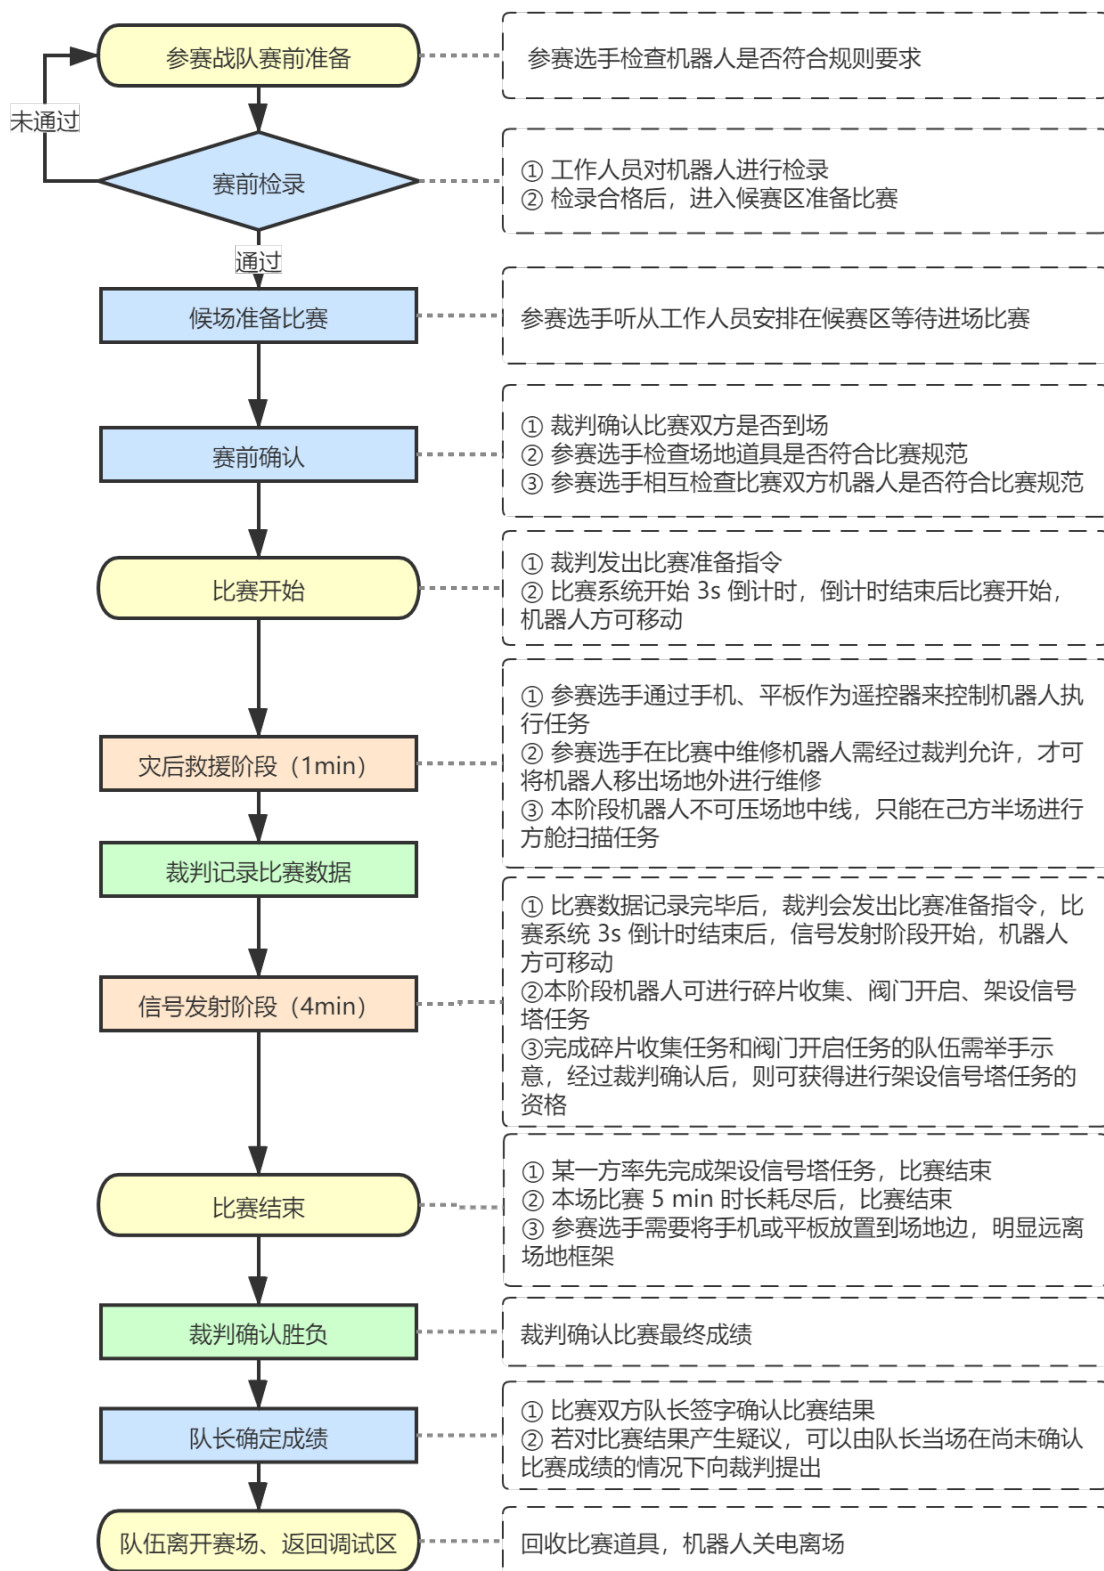 参赛战队赛前准备
参赛选手检查机器人是否符合规则要求
未通过
赛前检录
① 工作人员对机器人进行检录
② 检录合格后，进入候赛区准备比赛
通过
候场准备比赛
参赛选手听从工作人员安排在候赛区等待进场比赛
赛前确认
① 裁判确认比赛双方是否到场
② 参赛选手检查场地道具是否符合比赛规范
③ 参赛选手相互检查比赛双方机器人是否符合比赛规范
比赛开始
① 裁判发出比赛准备指令
② 比赛系统开始 3s 倒计时，倒计时结束后比赛开始，
机器人方可移动
灾后救援阶段（1min）
① 参赛选手通过手机、平板作为遥控器来控制机器人执
行任务
② 参赛选手在比赛中维修机器人需经过裁判允许，才可
将机器人移出场地外进行维修
③ 本阶段机器人不可压场地中线，只能在己方半场进行
方舱扫描任务
裁判记录比赛数据
信号发射阶段（4min）
① 比赛数据记录完毕后，裁判会发出比赛准备指令，比
赛系统 3s 倒计时结束后，信号发射阶段开始，机器人
方可移动
②本阶段机器人可进行碎片收集、阀门开启、架设信号
塔任务
③完成碎片收集任务和阀门开启任务的队伍需举手示
意，经过裁判确认后，则可获得进行架设信号塔任务的
资格
比赛结束
① 某一方率先完成架设信号塔任务，比赛结束
② 本场比赛 5 min 时长耗尽后，比赛结束
③ 参赛选手需要将手机或平板放置到场地边，明显远离
场地框架
裁判确认胜负
裁判确认比赛最终成绩
队长确定成绩
① 比赛双方队长签字确认比赛结果
② 若对比赛结果产生疑议，可以由队长当场在尚未确认
比赛成绩的情况下向裁判提出
队伍离开赛场、返回调试区
回收比赛道具，机器人关电离场